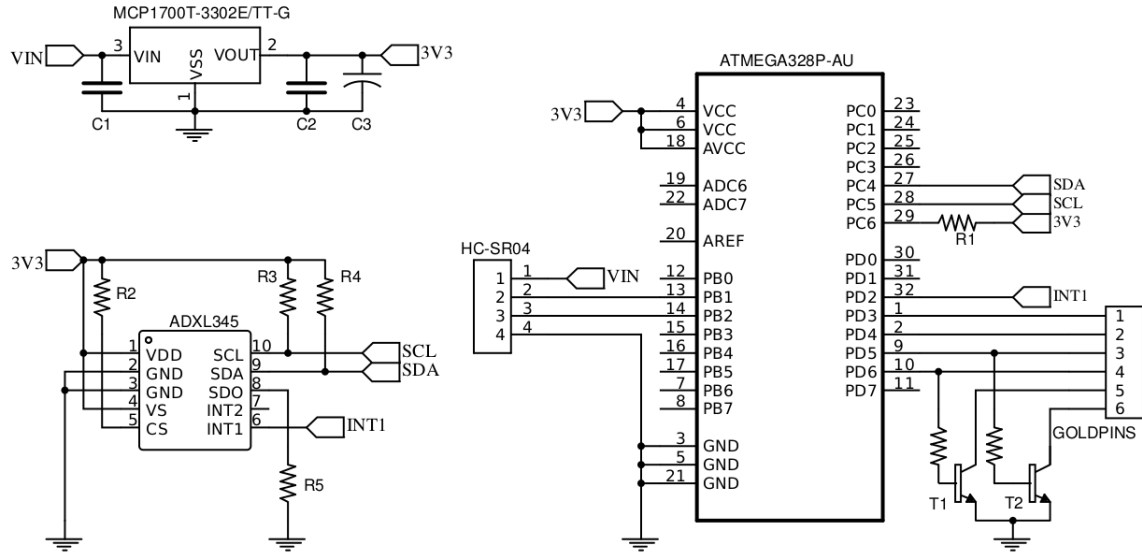 MCP1700T-3302E/TT-G
VIN 3 VIN VOUT 2 3V3
VSS
1
C1 C2 C3
ATMEGA328P-AU
3V3 4 VCC PC0 23
6 VCC PC1 24
18 AVCC PC2 25
PC3 26
19 ADC6 PC4 27 SDA
22 ADC7 PC5 28 SCL
PC6 29 R1 3V3
20 AREF
PD0 30
HC-SR04
1 1 VIN 12 PB0 PD1 31
2 2 13 PB1 PD2 32 INT1
3 3 14 PB2 PD3 1 1
4 4 15 PB3 PD4 2 2
16 PB4 PD5 9 3
17 PB5 PD6 10 4
7 PB6 PD7 11 5
8 PB7 6
GOLDPINS
3 GND
5 GND
21 GND
T1 T2
3V3 R2 R3 R4
ADXL345
1 VDD SCL 10 SCL
2 GND SDA 9 SDA
3 GND SDO 8
4 VS INT2 7
5 CS INT1 6 INT1
R5